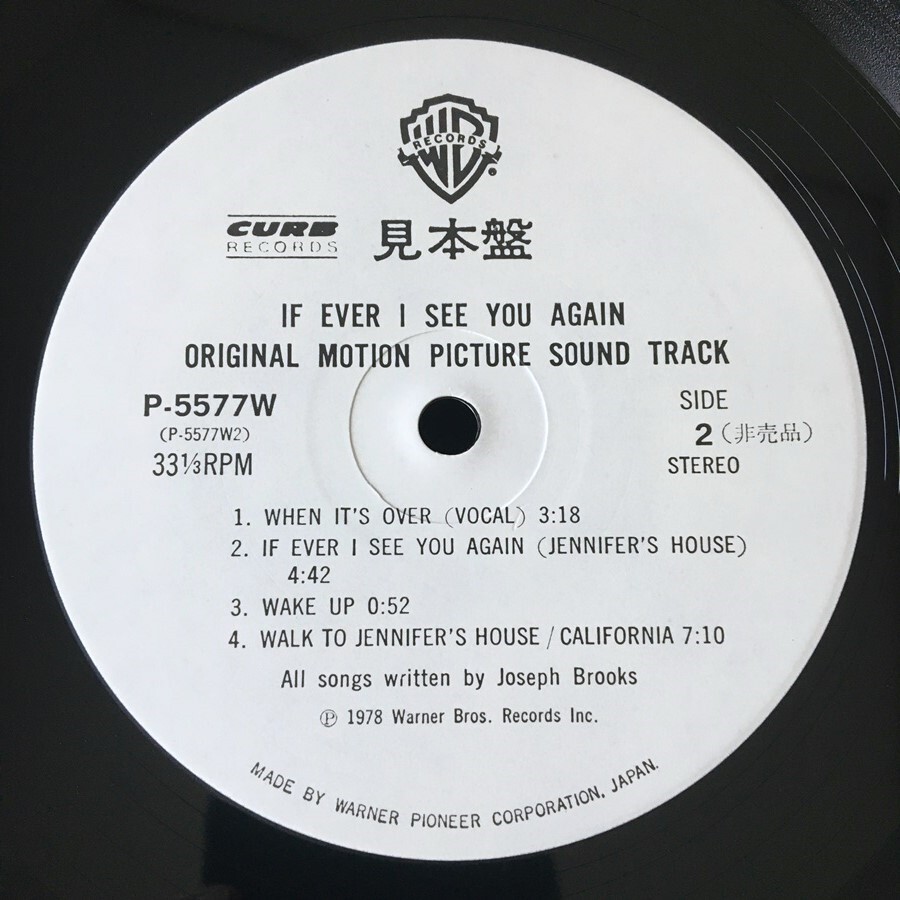 WB
RECORDS
CURB
RECORDS
見本盤
IF EVER I SEE YOU AGAIN
ORIGINAL MOTION PICTURE SOUND TRACK
P-5577W
(P-5577W2)
33⅓RPM
SIDE
2 (非売品)
STEREO
1. WHEN IT'S OVER (VOCAL) 3:18
2. IF EVER I SEE YOU AGAIN (JENNIFER'S HOUSE)
4:42
3. WAKE UP 0:52
4. WALK TO JENNIFER'S HOUSE / CALIFORNIA 7:10
All songs written by Joseph Brooks
Ⓟ 1978 Warner Bros. Records Inc.
MADE BY WARNER PIONEER CORPORATION, JAPAN.